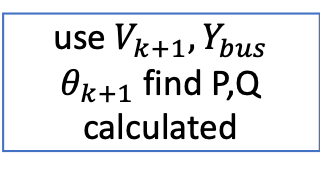 use V_{k+1}, Y_{bus}
θ_{k+1} find P,Q
calculated